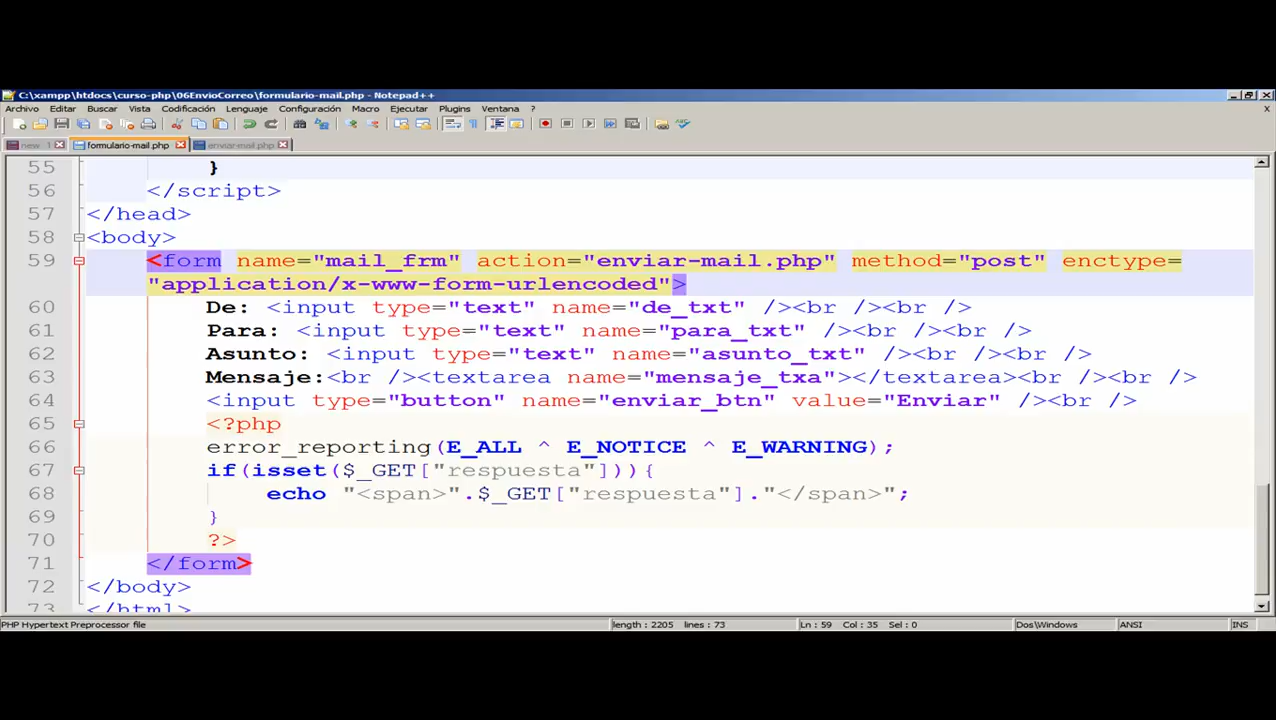 C:\xampp\htdocs\curso-php\06EnvioCorreo\formulario-mail.php - Notepad++
Archivo Editar Buscar Vista Codificación Lenguaje Configuración Macro Ejecutar Plugins Ventana ?
new 1 formulario-mail.php enviar-mail.php
55 }
56 </script>
57 </head>
58 <body>
59 <form name="mail_frm" action="enviar-mail.php" method="post" enctype=
"application/x-www-form-urlencoded">
60 De: <input type="text" name="de_txt" /><br /><br />
61 Para: <input type="text" name="para_txt" /><br /><br />
62 Asunto: <input type="text" name="asunto_txt" /><br /><br />
63 Mensaje:<br /><textarea name="mensaje_txa"></textarea><br /><br />
64 <input type="button" name="enviar_btn" value="Enviar" /><br />
65 <?php
66 error_reporting(E_ALL ^ E_NOTICE ^ E_WARNING);
67 if(isset($_GET["respuesta"])){
68 echo "<span>".$_GET["respuesta"]."</span>";
69 }
70 ?>
71 </form>
72 </body>
73 </html>
PHP Hypertext Preprocessor file length : 2205 lines : 73 Ln : 59 Col : 35 Sel : 0 Dos\Windows ANSI INS